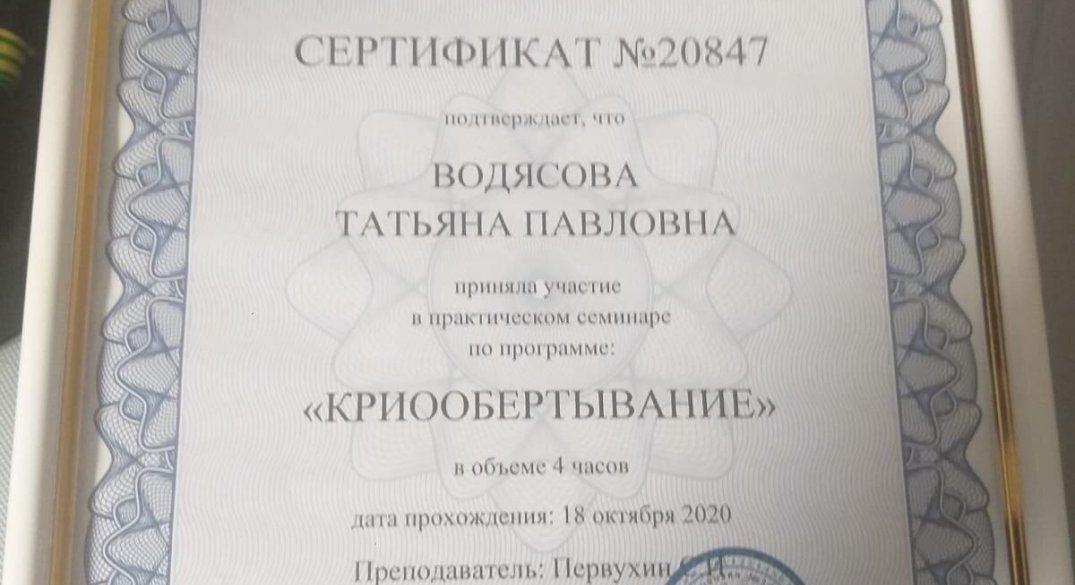 СЕРТИФИКАТ №20847
подтверждает, что
ВОДЯСОВА
ТАТЬЯНА ПАВЛОВНА
приняла участие
в практическом семинаре
по программе:
«КРИООБЕРТЫВАНИЕ»
в объеме 4 часов
дата прохождения: 18 октября 2020
Преподаватель: Первухин